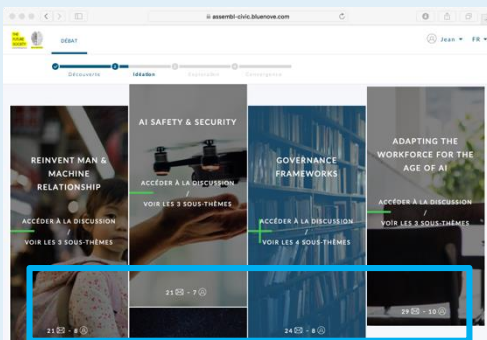 assembl-civic.bluenove.com
THE
FUTURE
SOCIETY
DÉBAT
Jean
FR
Découverte
Idéation
Exploration
Convergence
REINVENT MAN &
MACHINE
RELATIONSHIP
ACCÉDER À LA DISCUSSION
/
VOIR LES 3 SOUS-THÈMES
21 - 8
AI SAFETY & SECURITY
ACCÉDER À LA DISCUSSION
/
VOIR LES 3 SOUS-THÈMES
21 - 7
GOVERNANCE
FRAMEWORKS
ACCÉDER À LA DISCUSSION
/
VOIR LES 4 SOUS-THÈMES
24 - 8
ADAPTING THE
WORKFORCE FOR THE
AGE OF AI
ACCÉDER À LA DISCUSSION
/
VOIR LES 3 SOUS-THÈMES
29 - 10